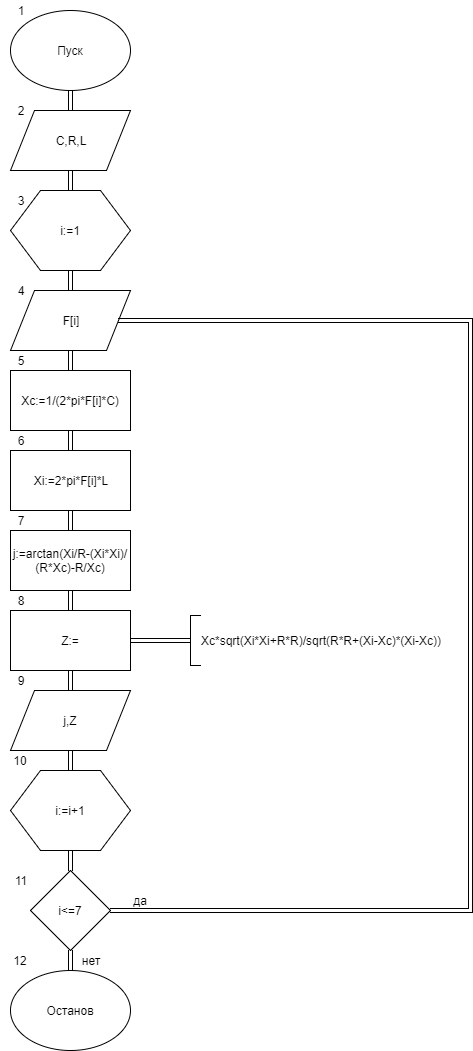 1
Пуск
2
C,R,L
3
i:=1
4
F[i]
5
Xc:=1/(2*pi*F[i]*C)
6
Xi:=2*pi*F[i]*L
7
j:=arctan(Xi/R-(Xi*Xi)/
(R*Xc)-R/Xc)
8
Z:=
Xc*sqrt(Xi*Xi+R*R)/sqrt(R*R+(Xi-Xc)*(Xi-Xc))
9
j,Z
10
i:=i+1
11
i<=7
да
12
нет
Останов